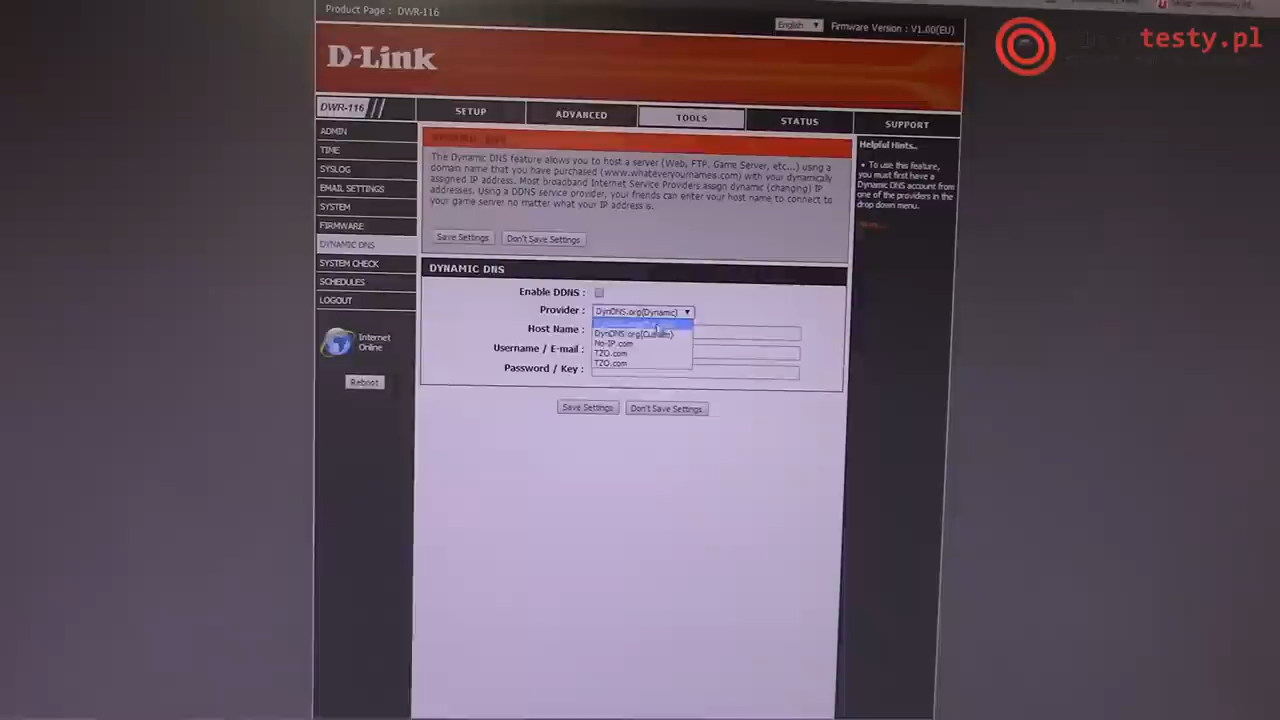 Product Page : DWR-116
English
Firmware Version : V1.00(EU)
testy.pl
D-Link
DWR-116
SETUP
ADVANCED
TOOLS
STATUS
SUPPORT
ADMIN
TIME
SYSLOG
EMAIL SETTINGS
SYSTEM
FIRMWARE
DYNAMIC DNS
SYSTEM CHECK
SCHEDULES
LOGOUT
Internet
Online
Reboot
DYNAMIC DNS
The Dynamic DNS feature allows you to host a server (Web, FTP, Game Server, etc...) using a
domain name that you have purchased (www.whateveryournameis.com) with your dynamically
assigned IP address. Most broadband Internet Service Providers assign dynamic (changing) IP
addresses. Using a DDNS service provider, your friends can enter your host name to connect to
your game server no matter what your IP address is.
Save Settings
Don't Save Settings
DYNAMIC DNS
Enable DDNS :
Provider :
DynDNS.org(Dynamic)
DynDNS.org(Custom)
No-IP.com
TZO.com
TZO.com
Host Name :
Username / E-mail :
Password / Key :
Save Settings
Don't Save Settings
Helpful Hints..
• To use this feature,
you must first have a
Dynamic DNS account from
one of the providers in the
drop down menu.
More...